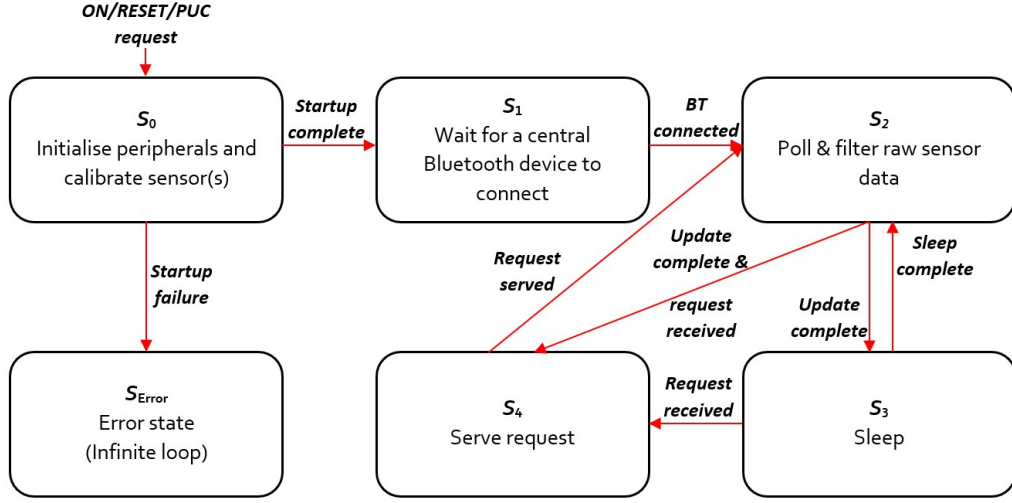 ON/RESET/PUC
request
S₀
Initialise peripherals and
calibrate sensor(s)
Startup
complete
S₁
Wait for a central
Bluetooth device to
connect
BT
connected
S₂
Poll & filter raw sensor
data
Startup
failure
Request
served
Update
complete &
request
received
Sleep
complete
Update
complete
S_Error
Error state
(Infinite loop)
S₄
Serve request
Request
received
S₃
Sleep